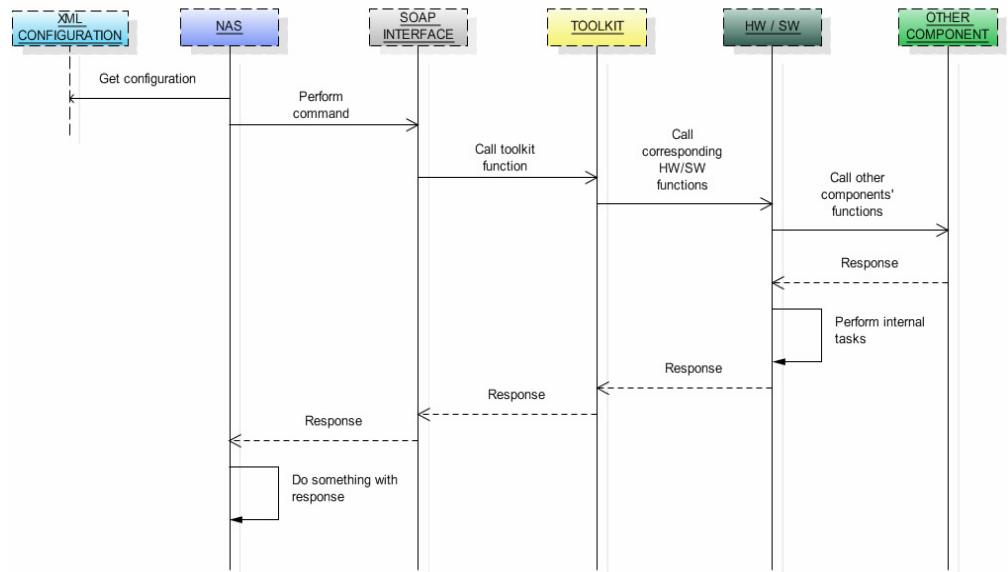 XML
CONFIGURATION
NAS
SOAP
INTERFACE
TOOLKIT
HW / SW
OTHER
COMPONENT
Get configuration
Perform
command
Call toolkit
function
Call
corresponding
HW/SW
functions
Call other
components'
functions
Response
Perform internal
tasks
Response
Response
Response
Do something with
response